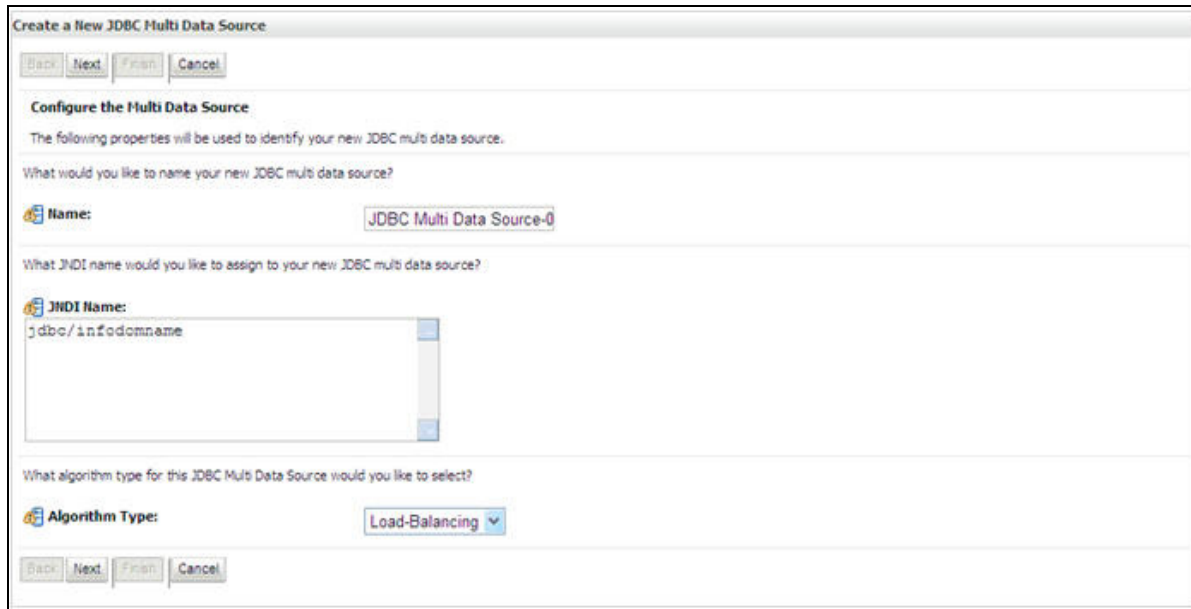 Create a New JDBC Multi Data Source
Back Next Finish Cancel
Configure the Multi Data Source
The following properties will be used to identify your new JDBC multi data source.
What would you like to name your new JDBC multi data source?
Name: JDBC Multi Data Source-0
What JNDI name would you like to assign to your new JDBC multi data source?
JNDI Name:
jdbc/infodomname
What algorithm type for this JDBC Multi Data Source would you like to select?
Algorithm Type: Load-Balancing
Back Next Finish Cancel